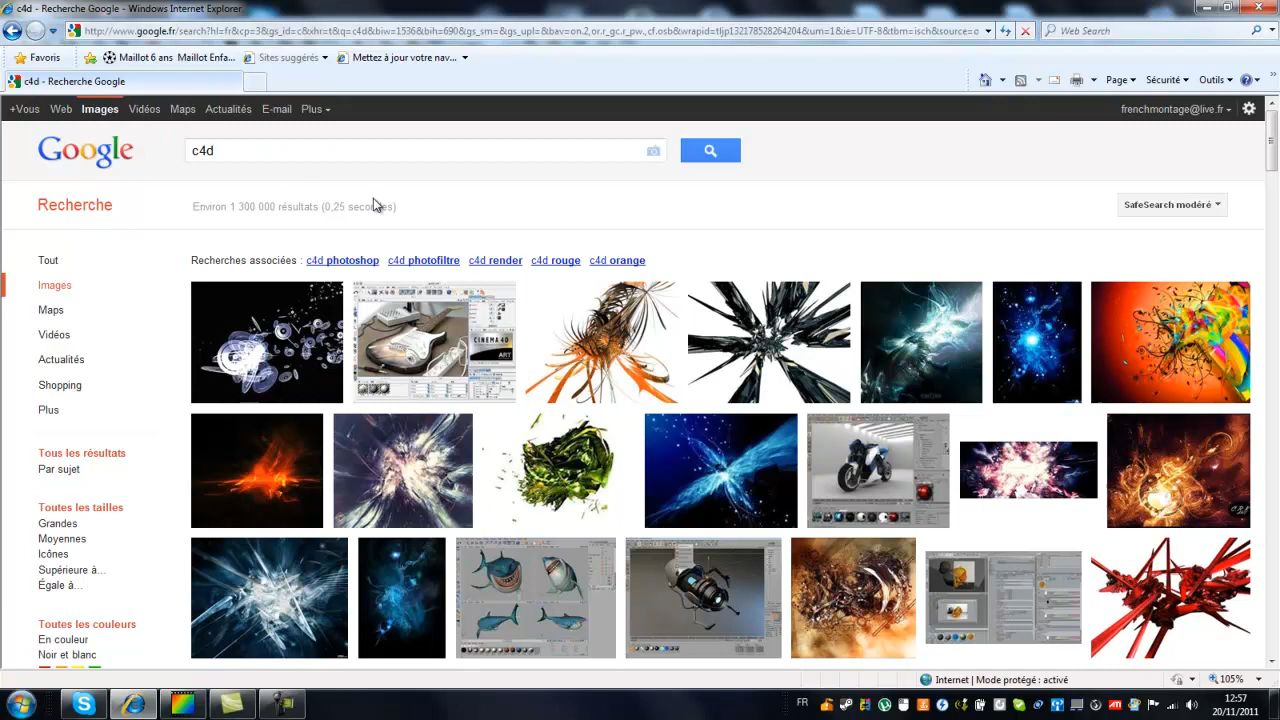 c4d - Recherche Google - Windows Internet Explorer
http://www.google.fr/search?hl=fr&cp=3&gs_id=c&xhr=t&q=c4d&biw=1536&bih=690&gs_sm=&gs_upl=&bav=on.2,or.r_gc.r_pw.,cf.osb&wrapid=tljp132178528264204&um=1&ie=UTF-8&tbm=isch&source=o
Web Search
Favoris
Maillot 6 ans Maillot Enfa...
Sites suggérés
Mettez à jour votre nav...
c4d - Recherche Google
Page
Sécurité
Outils
+Vous Web Images Vidéos Maps Actualités E-mail Plus
frenchmontage@live.fr
Google
c4d
Recherche
Environ 1 300 000 résultats (0,25 secondes)
SafeSearch modéré
Tout
Images
Maps
Vidéos
Actualités
Shopping
Plus
Tous les résultats
Par sujet
Toutes les tailles
Grandes
Moyennes
Icônes
Supérieure à...
Égale à...
Toutes les couleurs
En couleur
Noir et blanc
Recherches associées : c4d photoshop c4d photofiltre c4d render c4d rouge c4d orange
CINEMA 4D
ART
Internet | Mode protégé : activé
105%
FR
12:57
20/11/2011